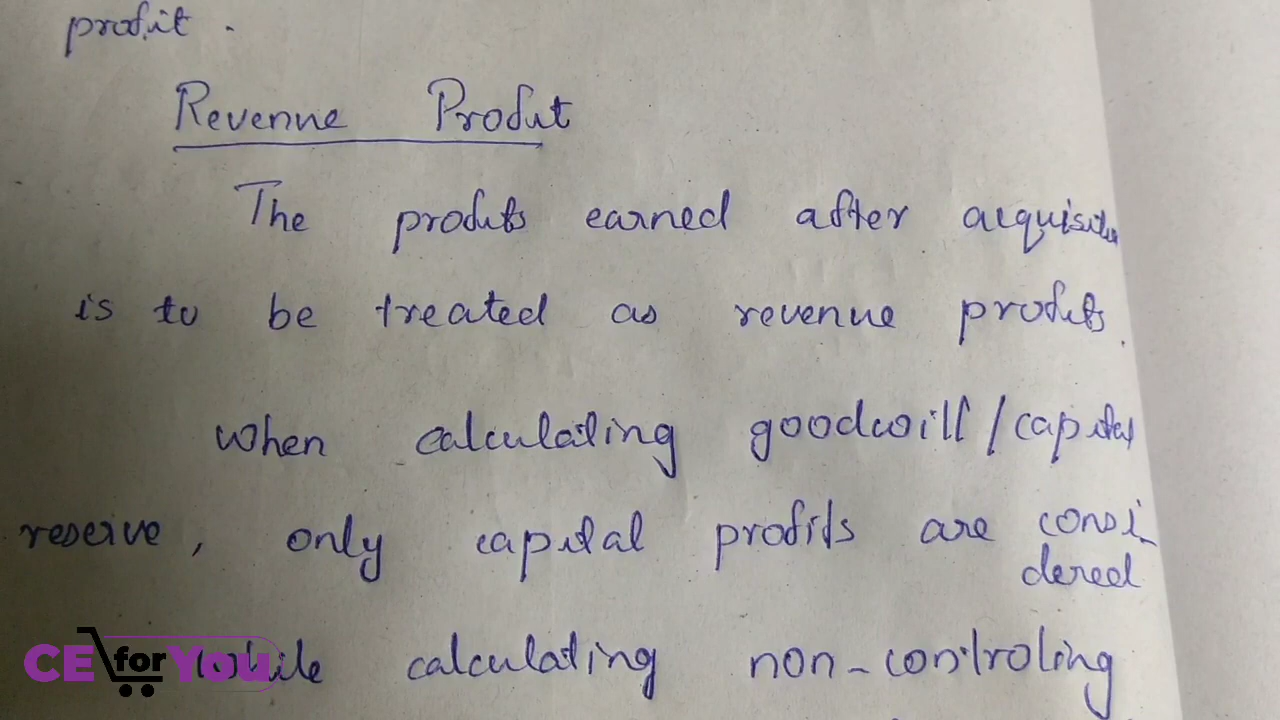 profit.
Revenue Profit
The profits earned after acquisition
is to be treated as revenue profits.
When calculating goodwill/capital
reserve, only capital profits are consi-
dered
CE for You
while calculating non-controling